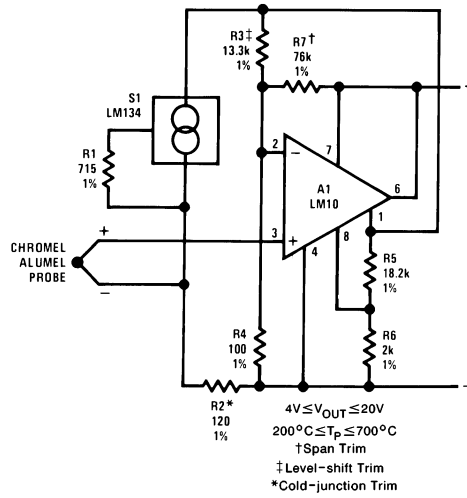 R3‡
13.3k
1%
R7†
76k
1%
S1
LM134
R1
715
1%
2
−
7
A1
LM10
6
1
+
3
+
4
8
CHROMEL
ALUMEL
PROBE
−
R5
18.2k
1%
R4
100
1%
R6
2k
1%
R2*
120
1%
4V≤VOUT≤20V
200°C≤TP≤700°C
†Span Trim
‡Level-shift Trim
*Cold-junction Trim